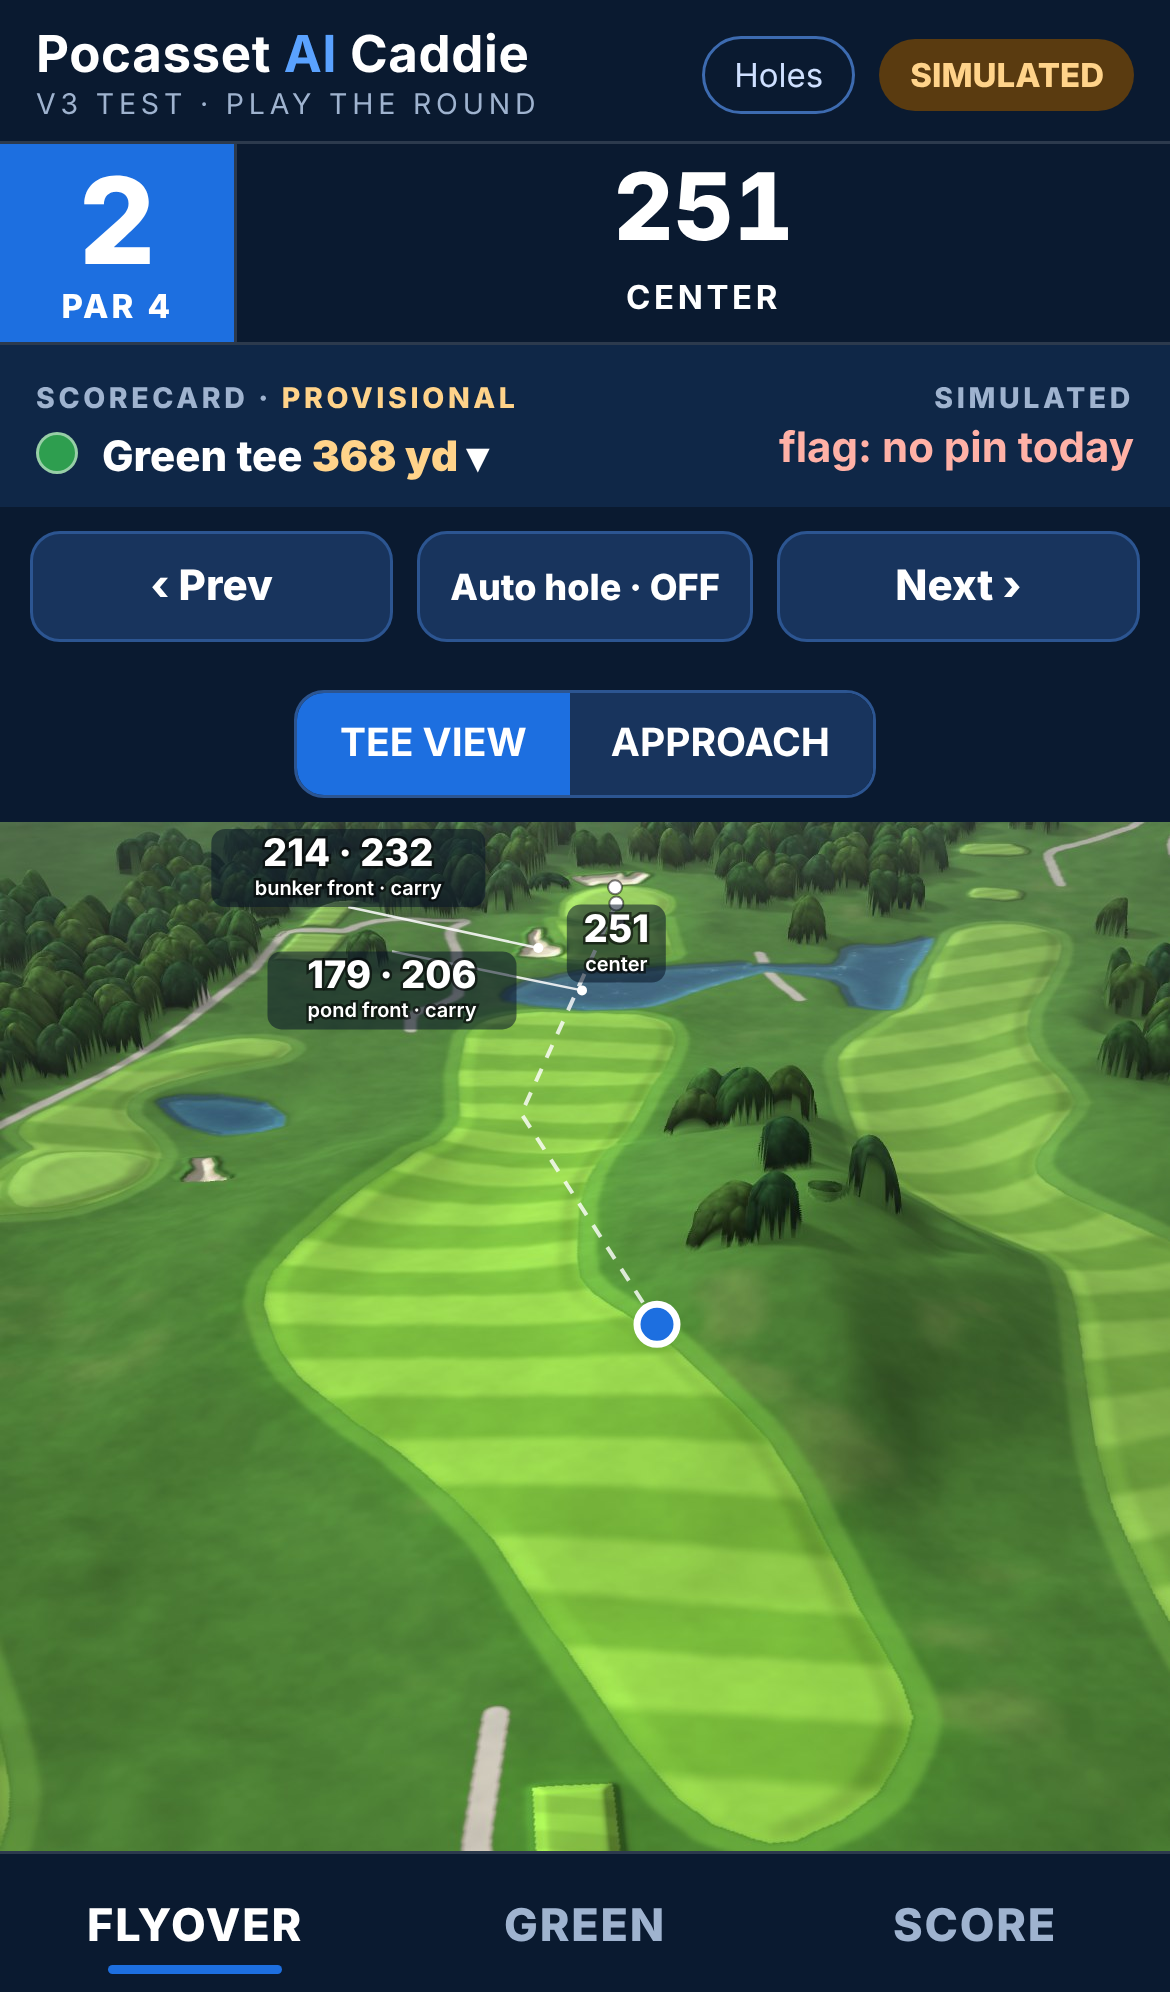 Pocasset AI Caddie
V3 TEST · PLAY THE ROUND
Holes
SIMULATED
2
PAR 4
251
CENTER
SCORECARD · PROVISIONAL
Green tee 368 yd ▾
SIMULATED
flag: no pin today
‹ Prev
Auto hole · OFF
Next ›
TEE VIEW
APPROACH
214 · 232
bunker front · carry
251
center
179 · 206
pond front · carry
FLYOVER
GREEN
SCORE